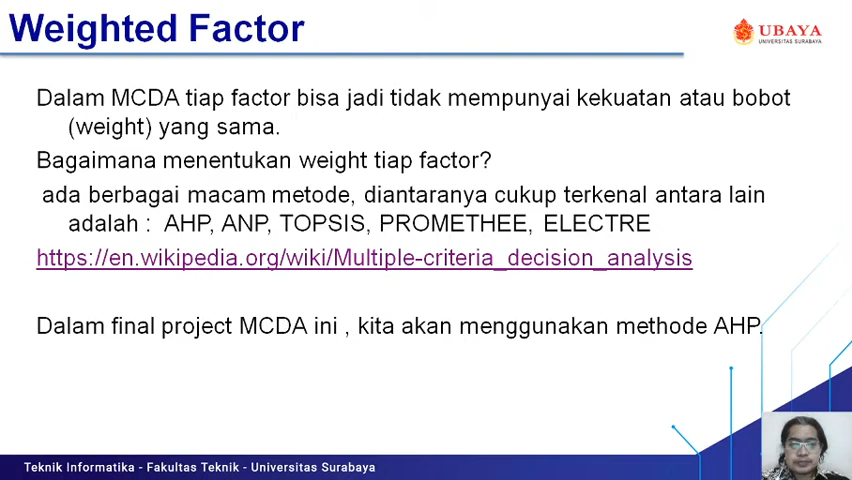 Weighted Factor
UBAYA
UNIVERSITAS SURABAYA
Dalam MCDA tiap factor bisa jadi tidak mempunyai kekuatan atau bobot
(weight) yang sama.
Bagaimana menentukan weight tiap factor?
ada berbagai macam metode, diantaranya cukup terkenal antara lain
adalah : AHP, ANP, TOPSIS, PROMETHEE, ELECTRE
https://en.wikipedia.org/wiki/Multiple-criteria_decision_analysis
Dalam final project MCDA ini , kita akan menggunakan methode AHP.
Teknik Informatika - Fakultas Teknik - Universitas Surabaya